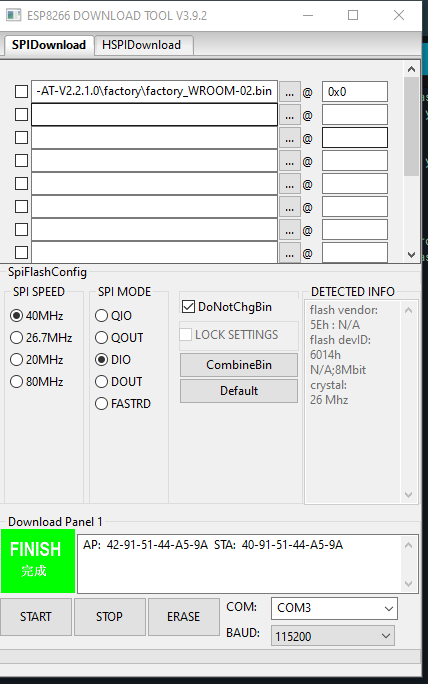 ESP8266 DOWNLOAD TOOL V3.9.2
SPIDownload HSPIDownload
-AT-V2.2.1.0\factory\factory_WROOM-02.bin ... @ 0x0
... @
... @
... @
... @
... @
... @
... @
SpiFlashConfig
SPI SPEED
40MHz
26.7MHz
20MHz
80MHz
SPI MODE
QIO
QOUT
DIO
DOUT
FASTRD
DoNotChgBin
LOCK SETTINGS
CombineBin
Default
DETECTED INFO
flash vendor:
5Eh : N/A
flash devID:
6014h
N/A;8Mbit
crystal:
26 Mhz
Download Panel 1
FINISH
完成
AP: 42-91-51-44-A5-9A STA: 40-91-51-44-A5-9A
START STOP ERASE
COM: COM3
BAUD: 115200